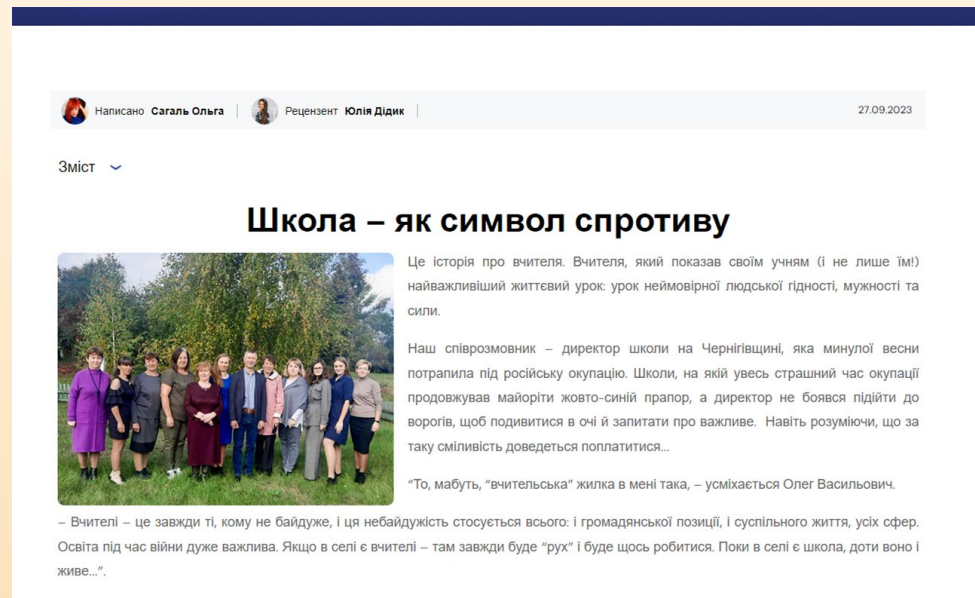 Написано Сагаль Ольга Рецензент Юлія Дідик 27.09.2023
Зміст
Школа – як символ спротиву
Це історія про вчителя. Вчителя, який показав своїм учням (і не лише їм!)
найважливіший життєвий урок: урок неймовірної людської гідності, мужності та
сили.
Наш співрозмовник – директор школи на Чернігівщині, яка минулої весни
потрапила під російську окупацію. Школи, на якій увесь страшний час окупації
продовжував майоріти жовто-синій прапор, а директор не боявся підійти до
ворогів, щоб подивитися в очі й запитати про важливе. Навіть розуміючи, що за
таку сміливість доведеться поплатитися...
“То, мабуть, “вчительська” жилка в мені така, – усміхається Олег Васильович.
– Вчителі – це завжди ті, кому не байдуже, і ця небайдужість стосується всього: і громадянської позиції, і суспільного життя, усіх сфер.
Освіта під час війни дуже важлива. Якщо в селі є вчителі – там завжди буде “рух” і буде щось робитися. Поки в селі є школа, доти воно і
живе...”.